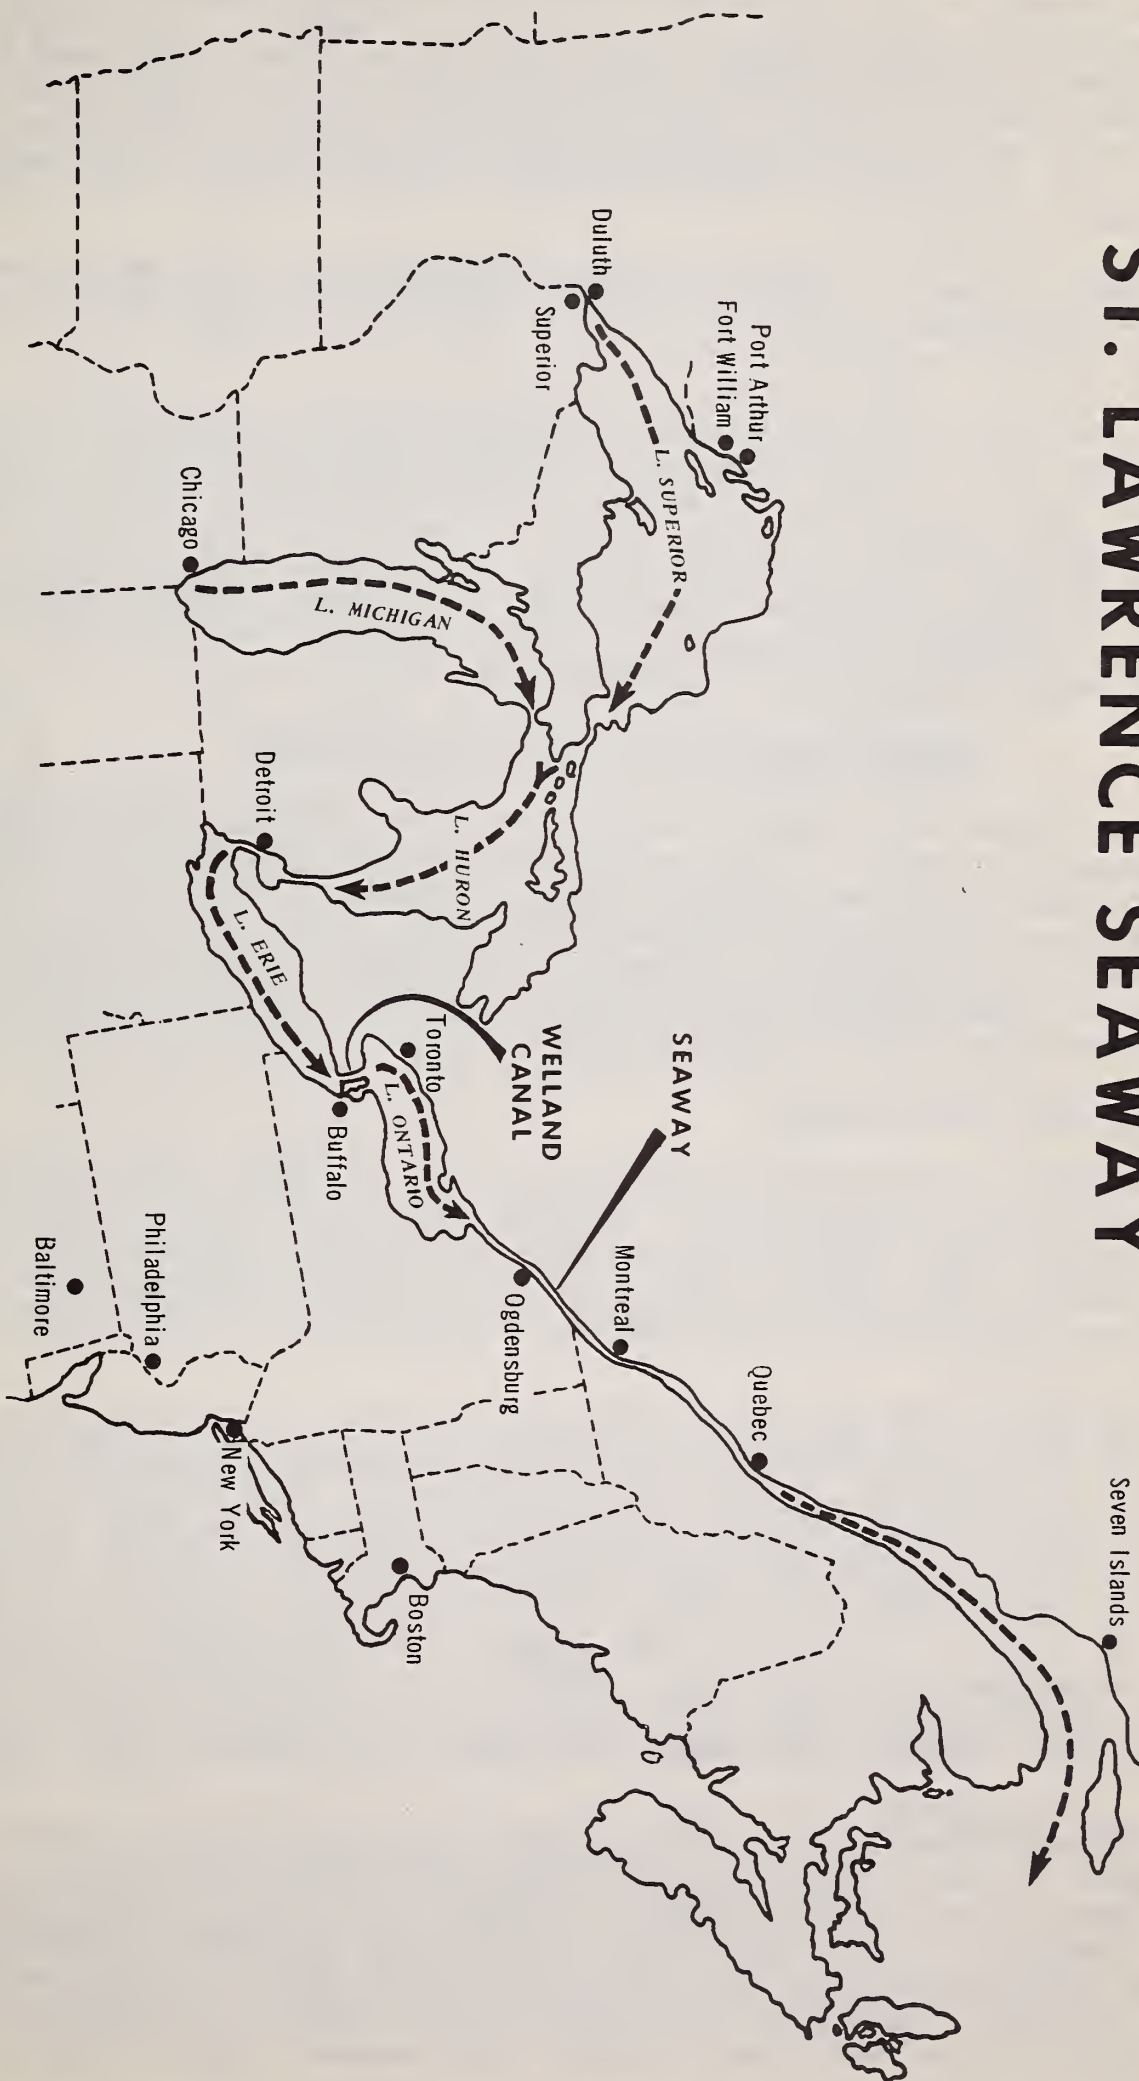 ST. LAWRENCE SEAWAY
Seven Islands
Port Arthur
Fort William
Duluth
Superior
L. SUPERIOR
Quebec
Montreal
SEAWAY
WELLAND
CANAL
Ogdensburg
L. HURON
L. MICHIGAN
Toronto
L. ONTARIO
Boston
Buffalo
Detroit
L. ERIE
Chicago
New York
Philadelphia
Baltimore